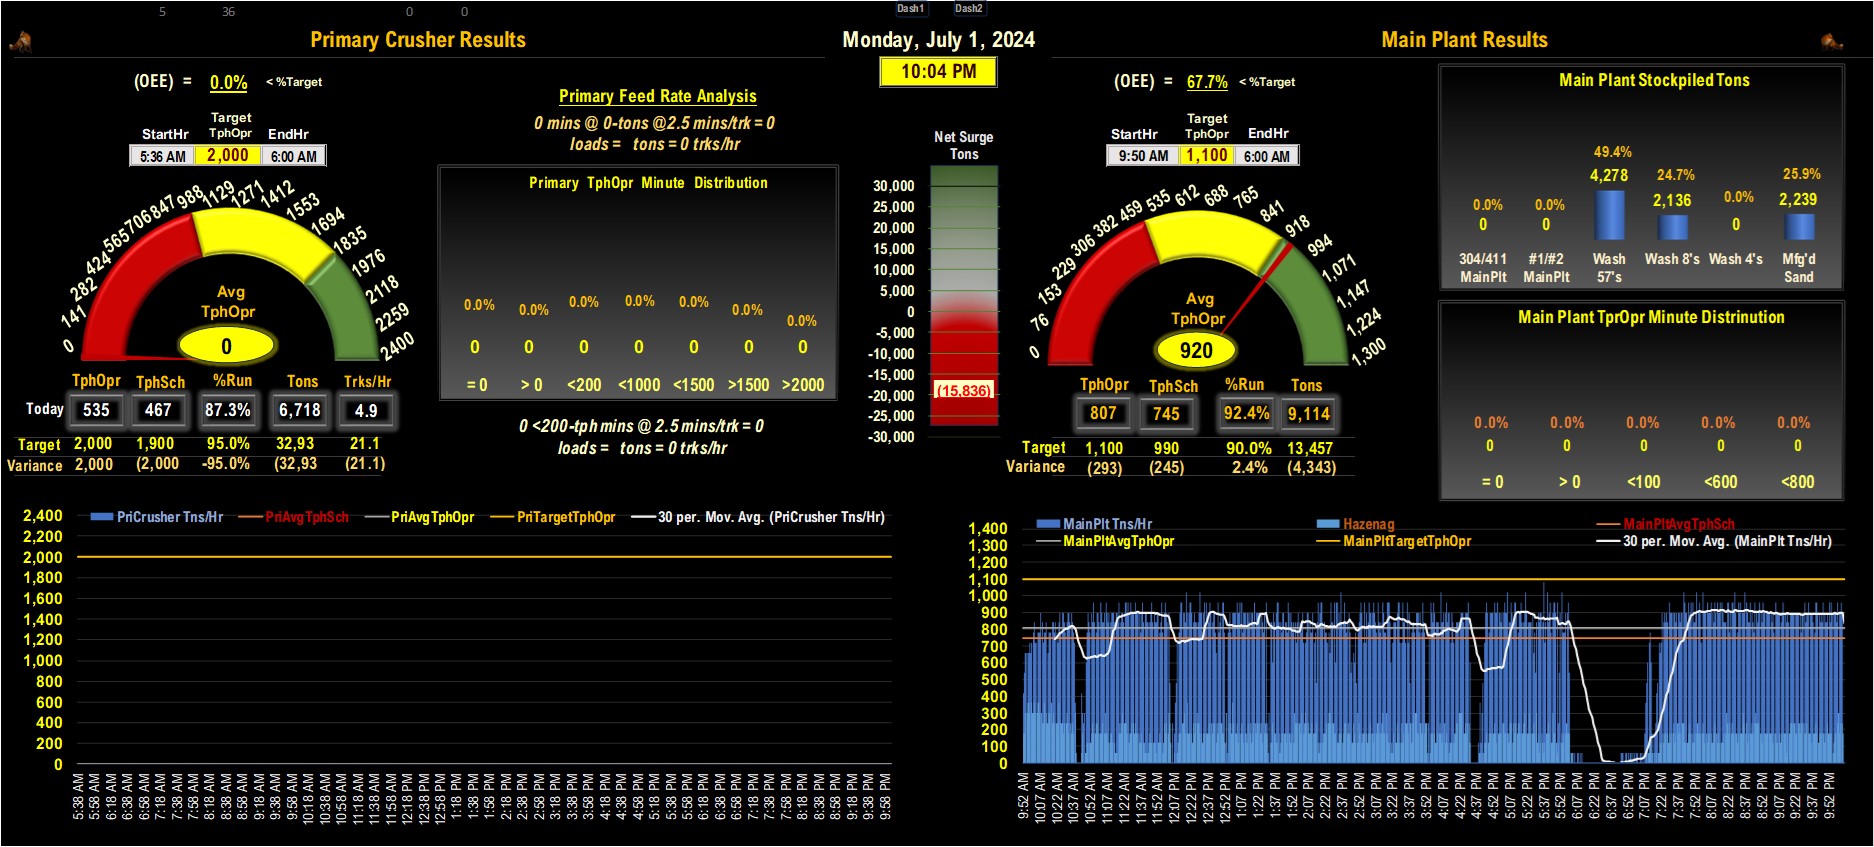 5 36 0 0 Dash1 Dash2
Primary Crusher Results
Monday, July 1, 2024
Main Plant Results
10:04 PM
(OEE) = 0.0% < %Target
Target
StartHr TphOpr EndHr
5:36 AM 2,000 6:00 AM
0 141 282 424 565 706 847 988 1129 1271 1412 1553 1694 1835 1976 2118 2259 2400
Avg
TphOpr
0
TphOpr TphSch %Run Tons Trks/Hr
Today 535 467 87.3% 6,718 4.9
Target 2,000 1,900 95.0% 32,93 21.1
Variance 2,000 (2,000 -95.0% (32,93 (21.1)
Primary Feed Rate Analysis
0 mins @ 0-tons @2.5 mins/trk = 0
loads = tons = 0 trks/hr
Primary TphOpr Minute Distribution
0.0% 0.0% 0.0% 0.0% 0.0% 0.0% 0.0%
0 0 0 0 0 0 0
= 0 > 0 <200 <1000 <1500 >1500 >2000
0 <200-tph mins @ 2.5 mins/trk = 0
loads = tons = 0 trks/hr
Net Surge
Tons
30,000
25,000
20,000
15,000
10,000
5,000
0
-5,000
-10,000
-15,000
(15,836)
-20,000
-25,000
-30,000
(OEE) = 67.7% < %Target
Target
StartHr TphOpr EndHr
9:50 AM 1,100 6:00 AM
0 76 153 229 306 382 459 535 612 688 765 841 918 994 1,071 1,147 1,224 1,300
Avg
TphOpr
920
TphOpr TphSch %Run Tons
807 745 92.4% 9,114
Target 1,100 990 90.0% 13,457
Variance (293) (245) 2.4% (4,343)
Main Plant Stockpiled Tons
0.0% 0.0% 49.4% 24.7% 0.0% 25.9%
0 0 4,278 2,136 0 2,239
304/411 #1/#2 Wash Wash 8's Wash 4's Mfg'd
MainPlt MainPlt 57's Sand
Main Plant TprOpr Minute Distrinution
0.0% 0.0% 0.0% 0.0% 0.0%
0 0 0 0 0
= 0 > 0 <100 <600 <800
PriCrusher Tns/Hr PriAvgTphSch PriAvgTphOpr PriTargetTphOpr 30 per. Mov. Avg. (PriCrusher Tns/Hr)
2,400
2,200
2,000
1,800
1,600
1,400
1,200
1,000
800
600
400
200
0
5:38 AM 5:58 AM 6:18 AM 6:38 AM 6:58 AM 7:18 AM 7:38 AM 7:58 AM 8:18 AM 8:38 AM 8:58 AM 9:18 AM 9:38 AM 9:58 AM 10:18 AM 10:38 AM 10:58 AM 11:18 AM 11:38 AM 11:58 AM 12:18 PM 12:38 PM 12:58 PM 1:18 PM 1:38 PM 1:58 PM 2:18 PM 2:38 PM 2:58 PM 3:18 PM 3:38 PM 3:58 PM 4:18 PM 4:38 PM 4:58 PM 5:18 PM 5:38 PM 5:58 PM 6:18 PM 6:38 PM 6:58 PM 7:18 PM 7:38 PM 7:58 PM 8:18 PM 8:38 PM 8:58 PM 9:18 PM 9:38 PM 9:58 PM
MainPlt Tns/Hr Hazenag MainPltAvgTphSch
MainPltAvgTphOpr MainPltTargetTphOpr 30 per. Mov. Avg. (MainPlt Tns/Hr)
1,400
1,300
1,200
1,100
1,000
900
800
700
600
500
400
300
200
100
0
9:52 AM 10:07 AM 10:22 AM 10:37 AM 10:52 AM 11:07 AM 11:22 AM 11:37 AM 11:52 AM 12:07 PM 12:22 PM 12:37 PM 12:52 PM 1:07 PM 1:22 PM 1:37 PM 1:52 PM 2:07 PM 2:22 PM 2:37 PM 2:52 PM 3:07 PM 3:22 PM 3:37 PM 3:52 PM 4:07 PM 4:22 PM 4:37 PM 4:52 PM 5:07 PM 5:22 PM 5:37 PM 5:52 PM 6:07 PM 6:22 PM 6:37 PM 6:52 PM 7:07 PM 7:22 PM 7:37 PM 7:52 PM 8:07 PM 8:22 PM 8:37 PM 8:52 PM 9:07 PM 9:22 PM 9:37 PM 9:52 PM